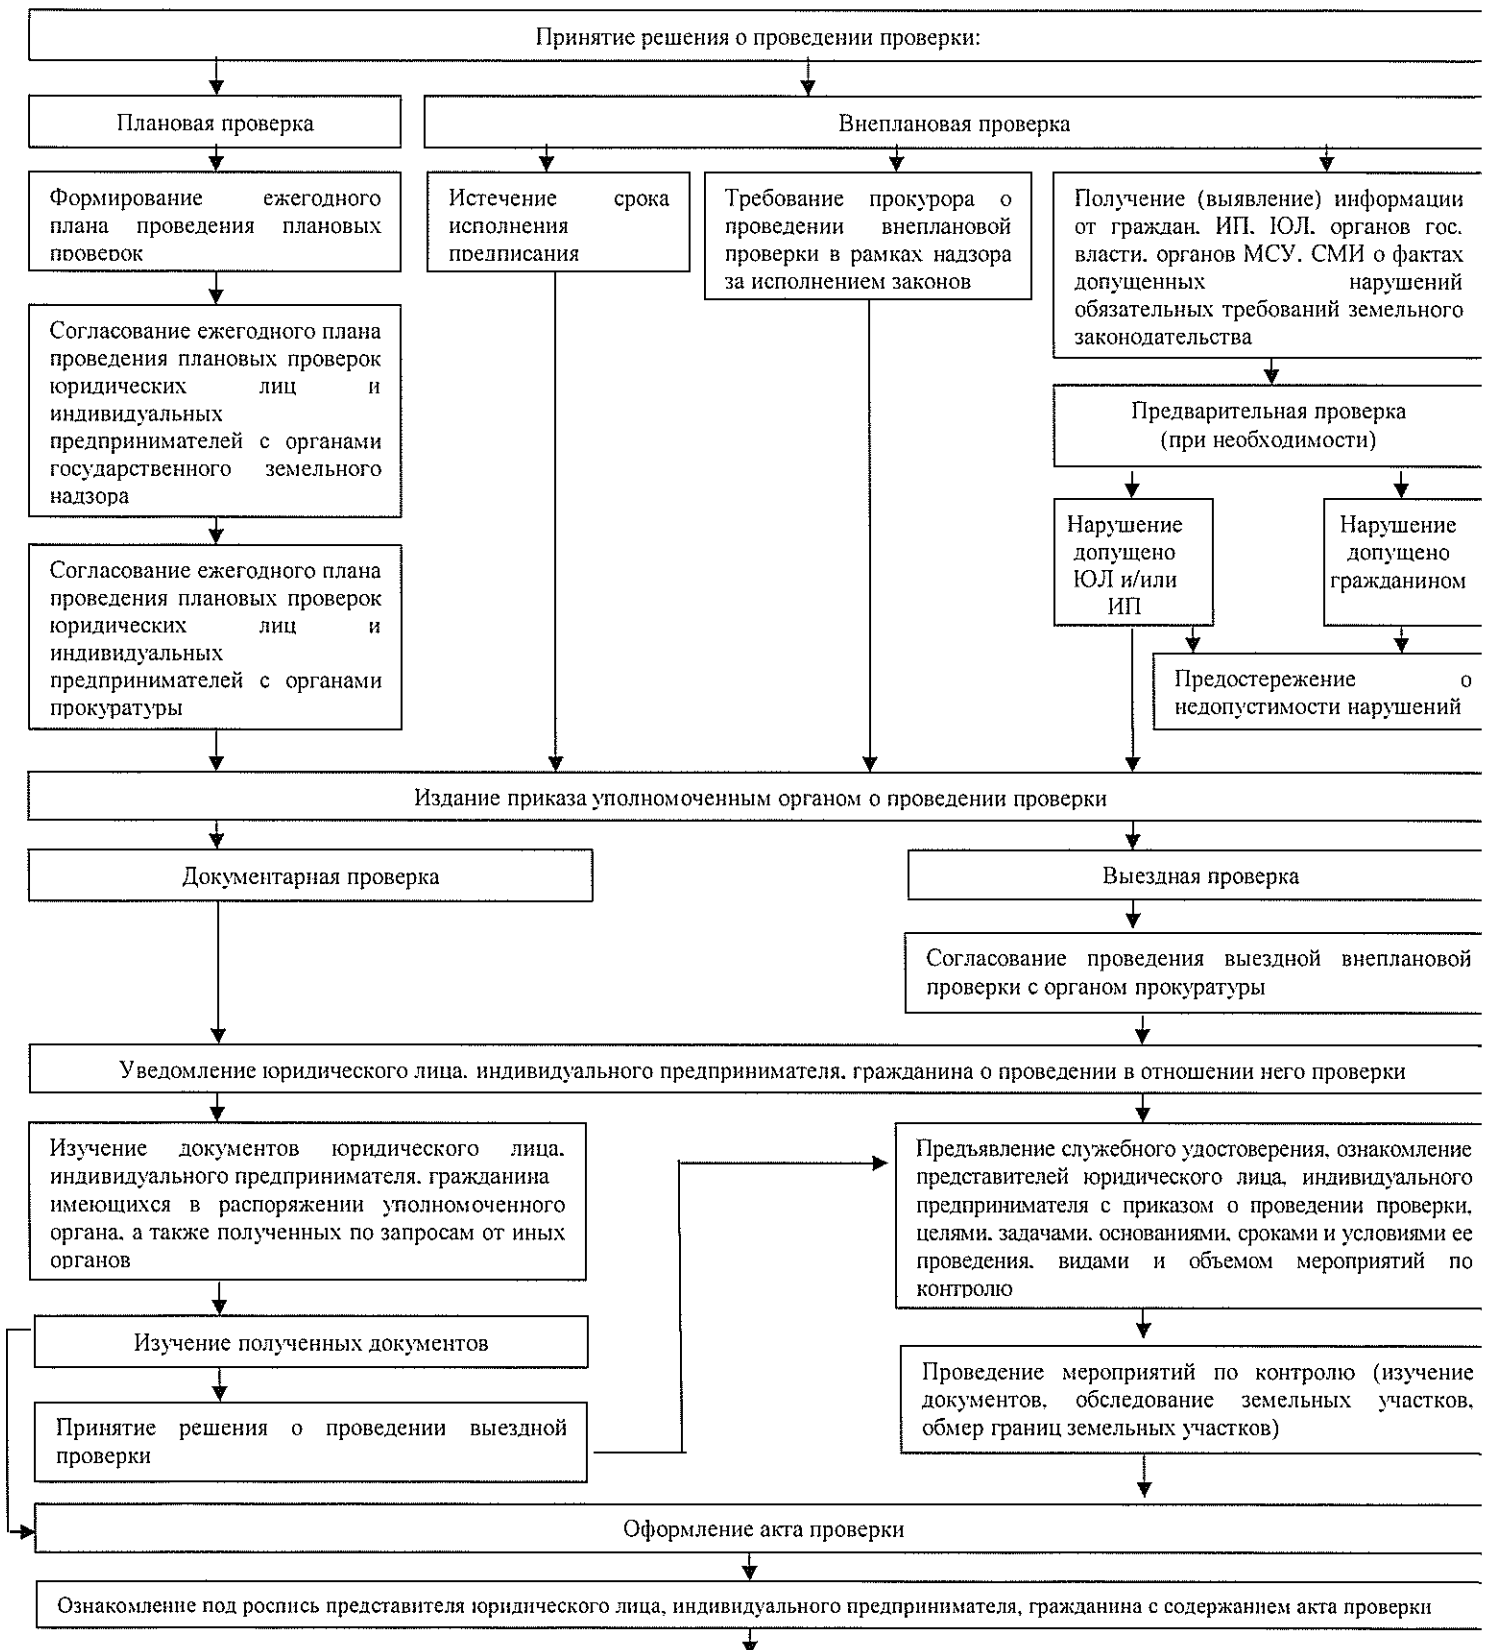 Принятие решения о проведении проверки:
Плановая проверка
Внеплановая проверка
Формирование ежегодного
плана проведения плановых
проверок
Истечение срока
исполнения
предписания
Требование прокурора о
проведении внеплановой
проверки в рамках надзора
за исполнением законов
Получение (выявление) информации
от граждан, ИП, ЮЛ, органов гос.
власти, органов МСУ, СМИ о фактах
допущенных нарушений
обязательных требований земельного
законодательства
Согласование ежегодного плана
проведения плановых проверок
юридических лиц и
индивидуальных
предпринимателей с органами
государственного земельного
надзора
Предварительная проверка
(при необходимости)
Нарушение
допущено
ЮЛ и/или
ИП
Нарушение
допущено
гражданином
Согласование ежегодного плана
проведения плановых проверок
юридических лиц и
индивидуальных
предпринимателей с органами
прокуратуры
Предостережение о
недопустимости нарушений
Издание приказа уполномоченным органом о проведении проверки
Документарная проверка
Выездная проверка
Согласование проведения выездной внеплановой
проверки с органом прокуратуры
Уведомление юридического лица, индивидуального предпринимателя, гражданина о проведении в отношении него проверки
Изучение документов юридического лица,
индивидуального предпринимателя, гражданина
имеющихся в распоряжении уполномоченного
органа, а также полученных по запросам от иных
органов
Предъявление служебного удостоверения, ознакомление
представителей юридического лица, индивидуального
предпринимателя с приказом о проведении проверки,
целями, задачами, основаниями, сроками и условиями ее
проведения, видами и объемом мероприятий по
контролю
Изучение полученных документов
Принятие решения о проведении выездной
проверки
Проведение мероприятий по контролю (изучение
документов, обследование земельных участков,
обмер границ земельных участков)
Оформление акта проверки
Ознакомление под роспись представителя юридического лица, индивидуального предпринимателя, гражданина с содержанием акта проверки